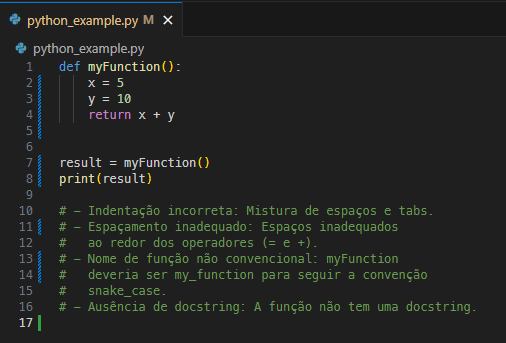 python_example.py M
python_example.py
1 def myFunction():
2 x = 5
3 y = 10
4 return x + y
5
6
7 result = myFunction()
8 print(result)
9
10 # – Indentação incorreta: Mistura de espaços e tabs.
11 # – Espaçamento inadequado: Espaços inadequados
12 # ao redor dos operadores (= e +).
13 # – Nome de função não convencional: myFunction
14 # deveria ser my_function para seguir a convenção
15 # snake_case.
16 # – Ausência de docstring: A função não tem uma docstring.
17